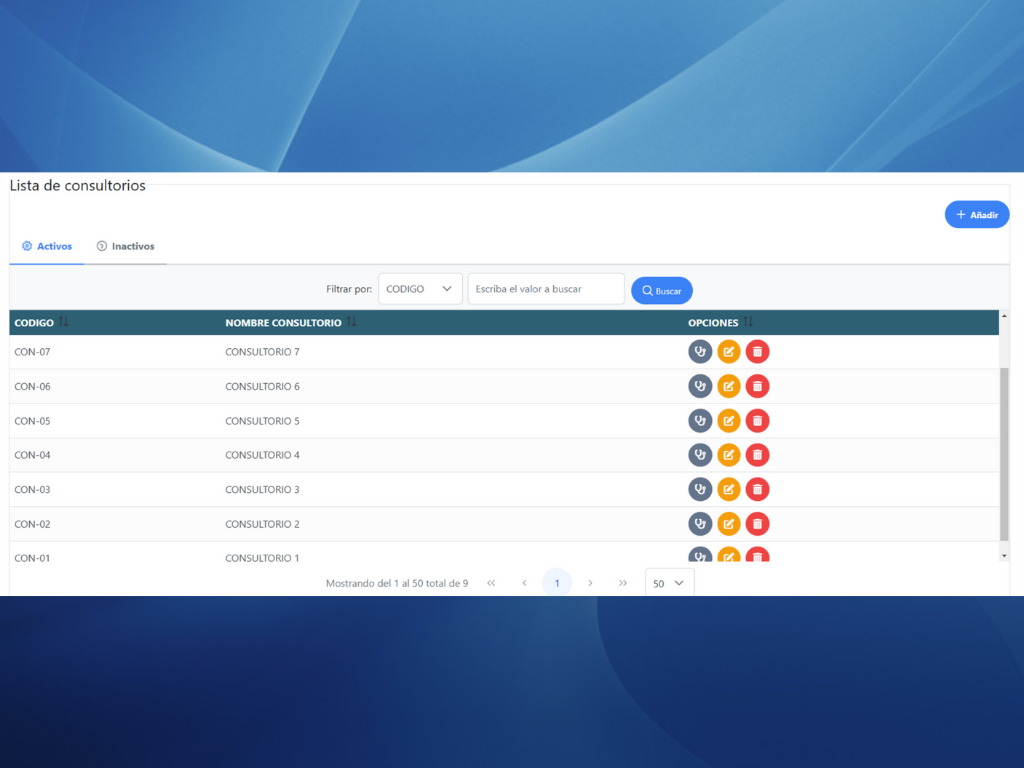 Lista de consultorios
Añadir
Activos Inactivos
Filtrar por: CODIGO Escriba el valor a buscar Buscar
CODIGO NOMBRE CONSULTORIO OPCIONES
CON-07 CONSULTORIO 7
CON-06 CONSULTORIO 6
CON-05 CONSULTORIO 5
CON-04 CONSULTORIO 4
CON-03 CONSULTORIO 3
CON-02 CONSULTORIO 2
CON-01 CONSULTORIO 1
Mostrando del 1 al 50 total de 9 « ‹ 1 › » 50